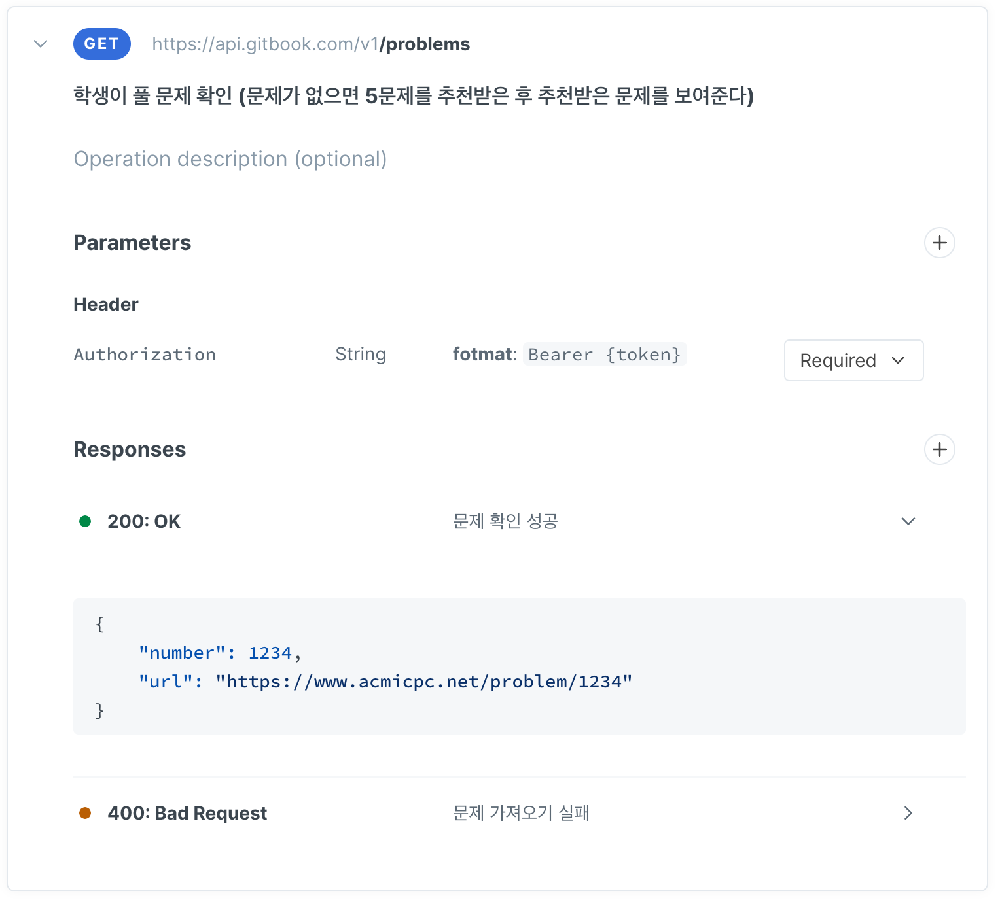 GET https://api.gitbook.com/v1/problems
학생이 풀 문제 확인 (문제가 없으면 5문제를 추천받은 후 추천받은 문제를 보여준다)
Operation description (optional)
Parameters
Header
Authorization String fotmat: Bearer {token} Required
Responses
200: OK 문제 확인 성공
{
"number": 1234,
"url": "https://www.acmicpc.net/problem/1234"
}
400: Bad Request 문제 가져오기 실패